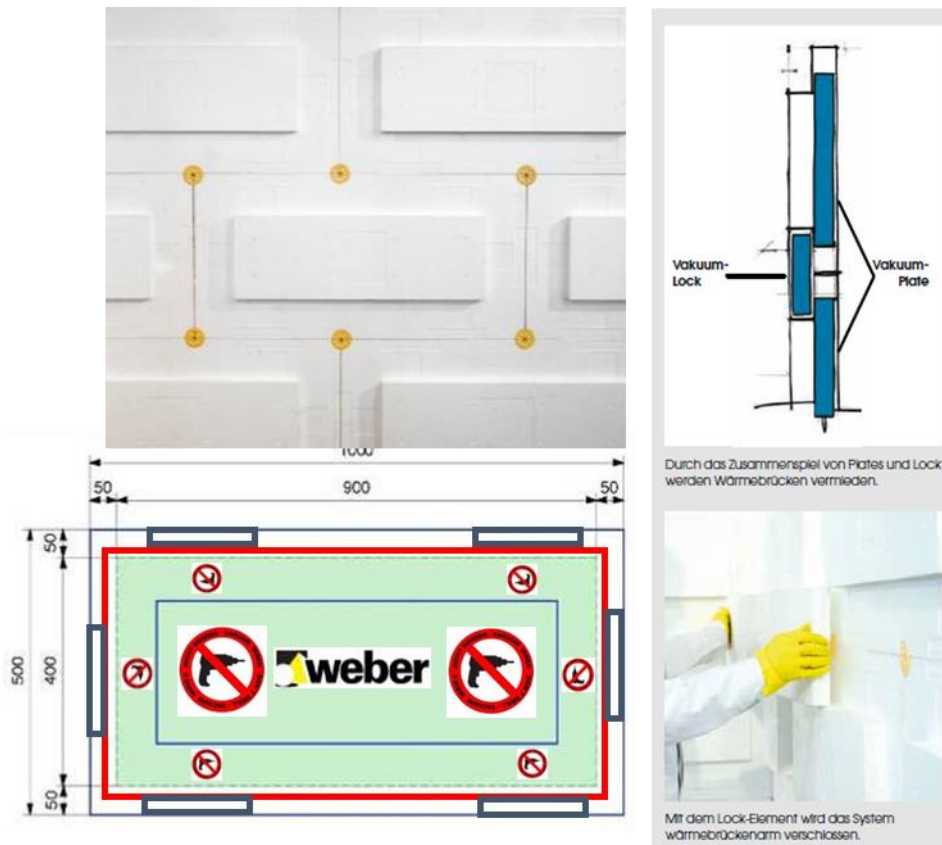 Vakuum-
Lock
Vakuum-
Plate
Durch das Zusammenspiel von Plates und Lock
werden Wärmebrücken vermieden.
1000
50
900
50
500
50
400
50
weber
Mit dem Lock-Element wird das System
wärmebrückenarm verschlossen.